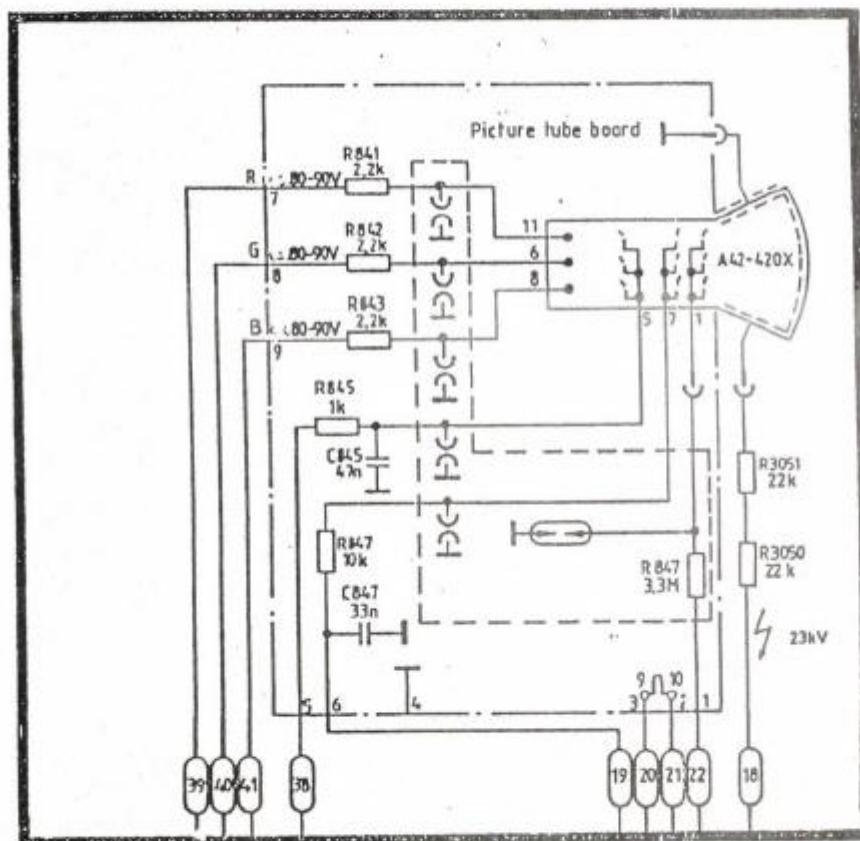 Picture tube board
R841
2,2k
R
80-90V
7
R842
2,2k
G
80-90V
8
R843
2,2k
B
80-90V
9
11
6
8
A42-420X
5 7 1
R845
1k
C845
47n
R847
10k
C847
33n
R3051
22k
R3050
22k
R847
3,3M
23kV
9 10
5 6 4 3 2 1
39 40 41 38 19 20 21 22 18